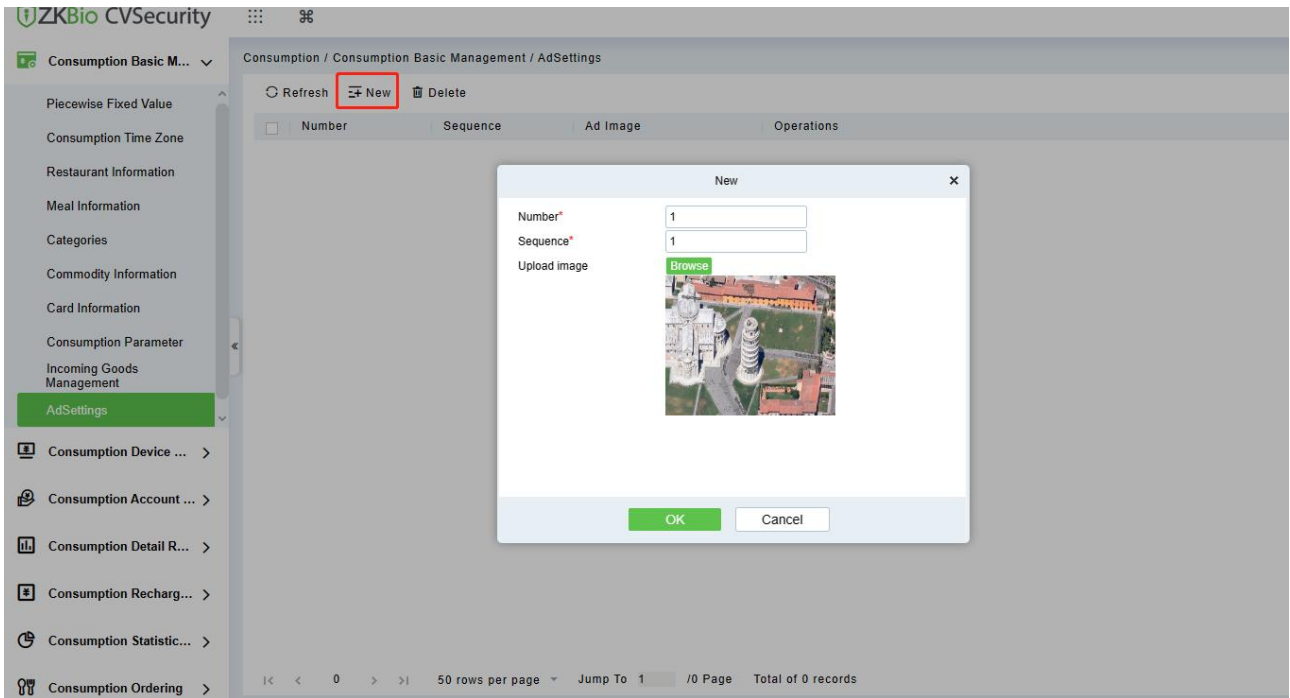 ZKBio CVSecurity
Consumption Basic M...
Piecewise Fixed Value
Consumption Time Zone
Restaurant Information
Meal Information
Categories
Commodity Information
Card Information
Consumption Parameter
Incoming Goods
Management
AdSettings
Consumption Device ...
Consumption Account ...
Consumption Detail R...
Consumption Recharg...
Consumption Statistic...
Consumption Ordering
Consumption / Consumption Basic Management / AdSettings
Refresh New Delete
Number Sequence Ad Image Operations
New
Number* 1
Sequence* 1
Upload image Browse
OK Cancel
0 50 rows per page Jump To 1 /0 Page Total of 0 records